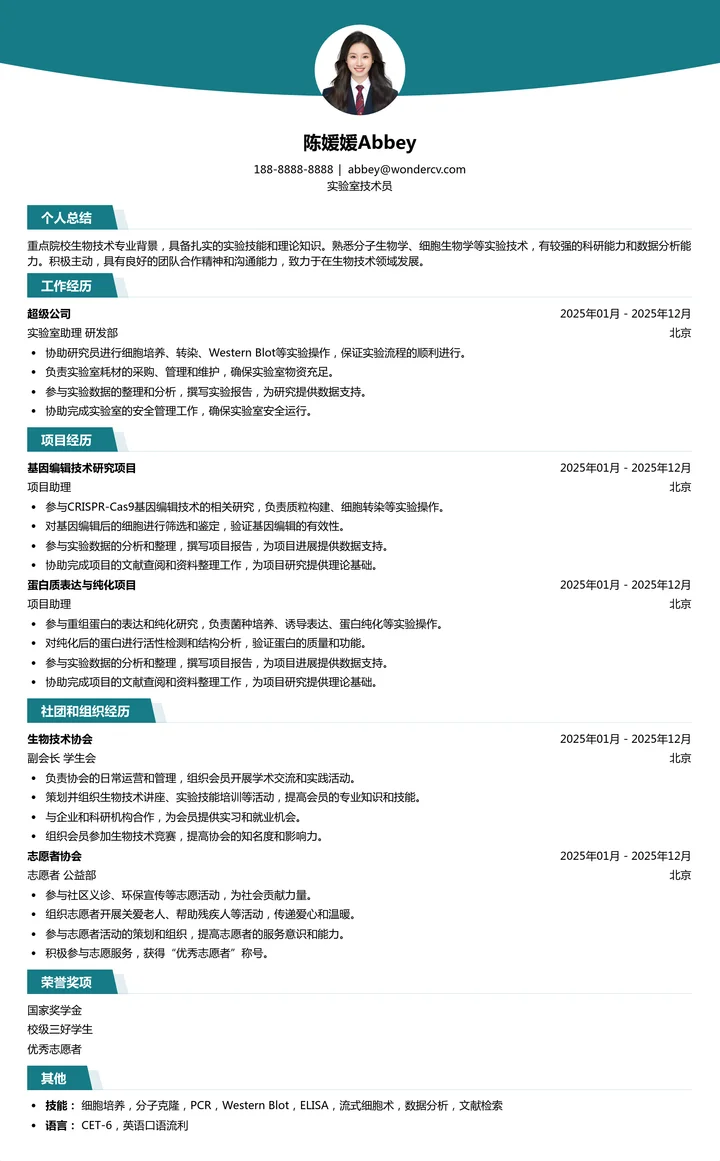 陈媛媛Abbey
188-8888-8888 | abbey@wondercv.com
实验室技术员
个人总结
重点院校生物技术专业背景，具备扎实的实验技能和理论知识。熟悉分子生物学、细胞生物学等实验技术，有较强的科研能力和数据分析能
力。积极主动，具有良好的团队合作精神和沟通能力，致力于在生物技术领域发展。
工作经历
超级公司 2025年01月 - 2025年12月
实验室助理 研发部 北京
• 协助研究员进行细胞培养、转染、Western Blot等实验操作，保证实验流程的顺利进行。
• 负责实验室耗材的采购、管理和维护，确保实验室物资充足。
• 参与实验数据的整理和分析，撰写实验报告，为研究提供数据支持。
• 协助完成实验室的安全管理工作，确保实验室安全运行。
项目经历
基因编辑技术研究项目 2025年01月 - 2025年12月
项目助理 北京
• 参与CRISPR-Cas9基因编辑技术的相关研究，负责质粒构建、细胞转染等实验操作。
• 对基因编辑后的细胞进行筛选和鉴定，验证基因编辑的有效性。
• 参与实验数据的分析和整理，撰写项目报告，为项目进展提供数据支持。
• 协助完成项目的文献查阅和资料整理工作，为项目研究提供理论基础。
蛋白质表达与纯化项目 2025年01月 - 2025年12月
项目助理 北京
• 参与重组蛋白的表达和纯化研究，负责菌种培养、诱导表达、蛋白纯化等实验操作。
• 对纯化后的蛋白进行活性检测和结构分析，验证蛋白的质量和功能。
• 参与实验数据的分析和整理，撰写项目报告，为项目进展提供数据支持。
• 协助完成项目的文献查阅和资料整理工作，为项目研究提供理论基础。
社团和组织经历
生物技术协会 2025年01月 - 2025年12月
副会长 学生会 北京
• 负责协会的日常运营和管理，组织会员开展学术交流和实践活动。
• 策划并组织生物技术讲座、实验技能培训等活动，提高会员的专业知识和技能。
• 与企业和科研机构合作，为会员提供实习和就业机会。
• 组织会员参加生物技术竞赛，提高协会的知名度和影响力。
志愿者协会 2025年01月 - 2025年12月
志愿者 公益部 北京
• 参与社区义诊、环保宣传等志愿活动，为社会贡献力量。
• 组织志愿者开展关爱老人、帮助残疾人等活动，传递爱心和温暖。
• 参与志愿者活动的策划和组织，提高志愿者的服务意识和能力。
• 积极参与志愿服务，获得“优秀志愿者”称号。
荣誉奖项
国家奖学金
校级三好学生
优秀志愿者
其他
• 技能： 细胞培养，分子克隆，PCR，Western Blot，ELISA，流式细胞术，数据分析，文献检索
• 语言： CET-6，英语口语流利